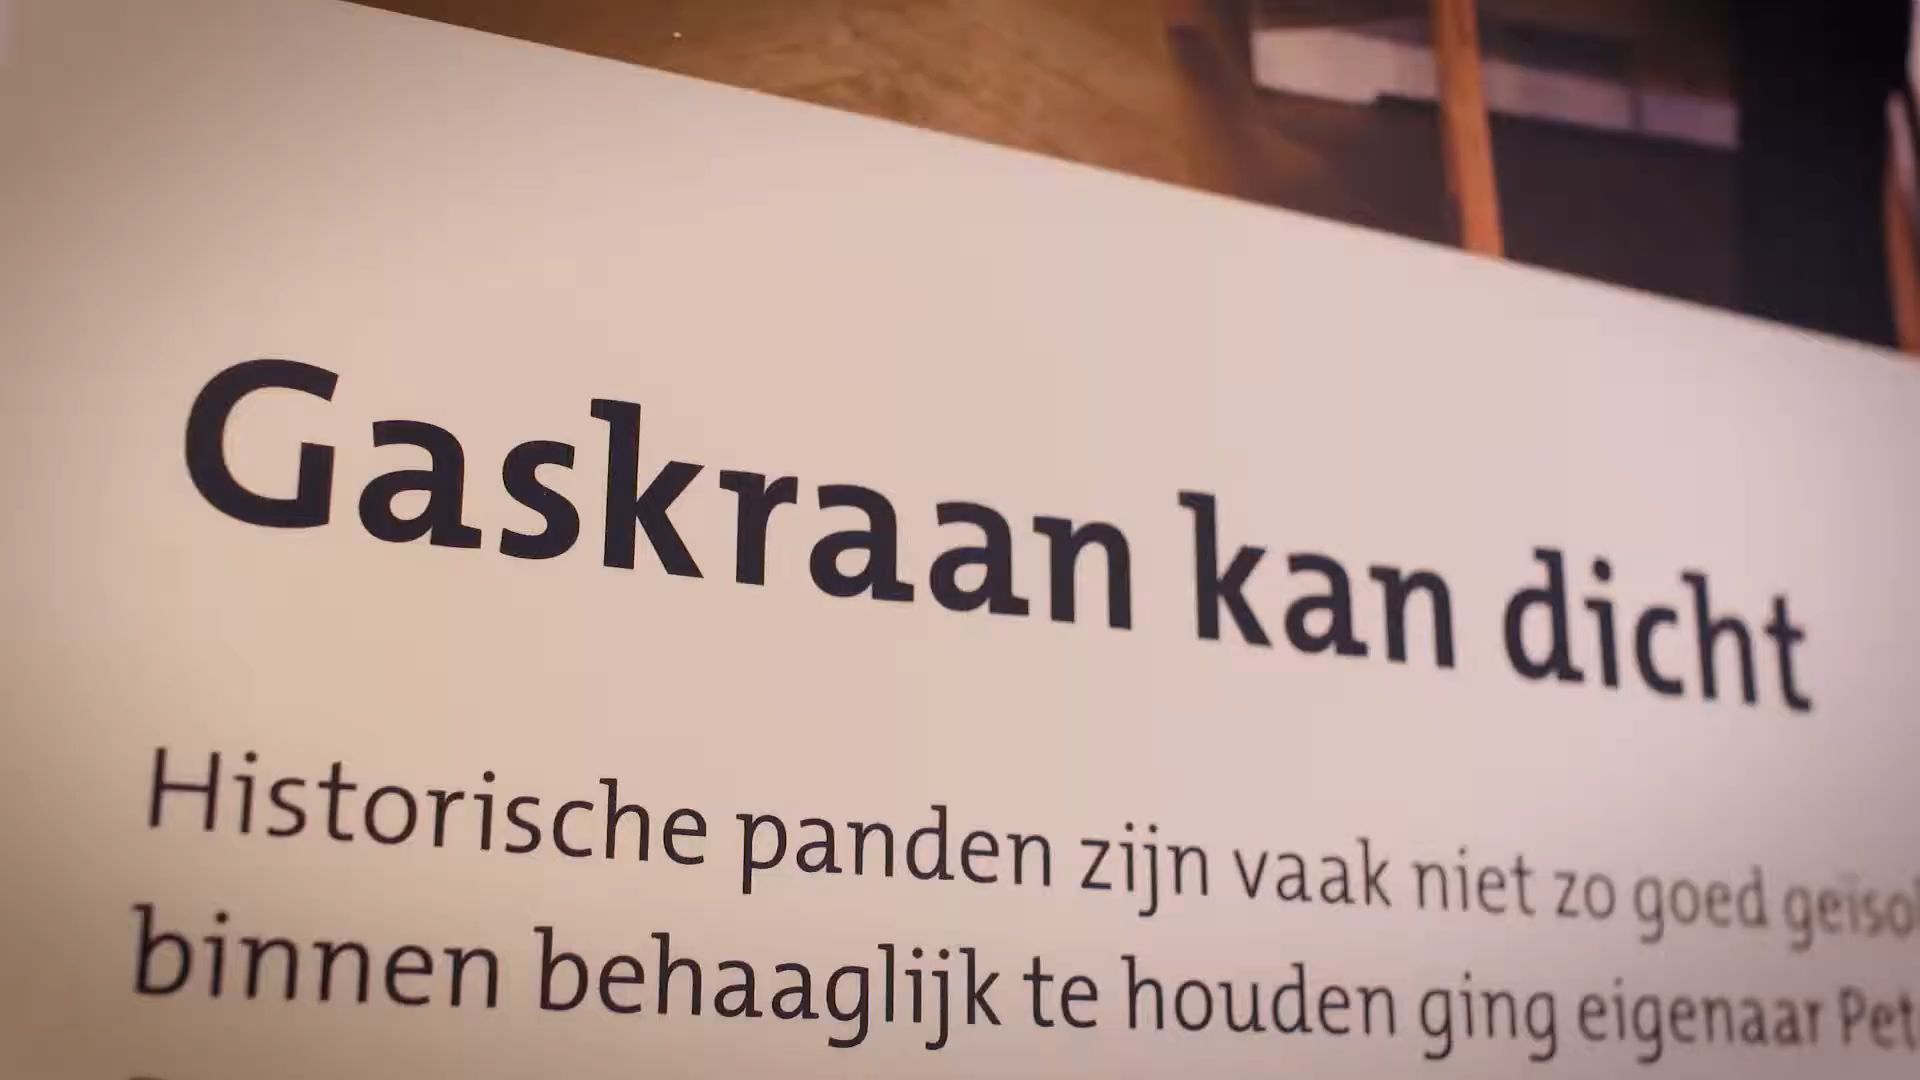 Gaskraan kan dicht
Historische panden zijn vaak niet zo goed
binnen behaaglijk te houden ging eigenaar